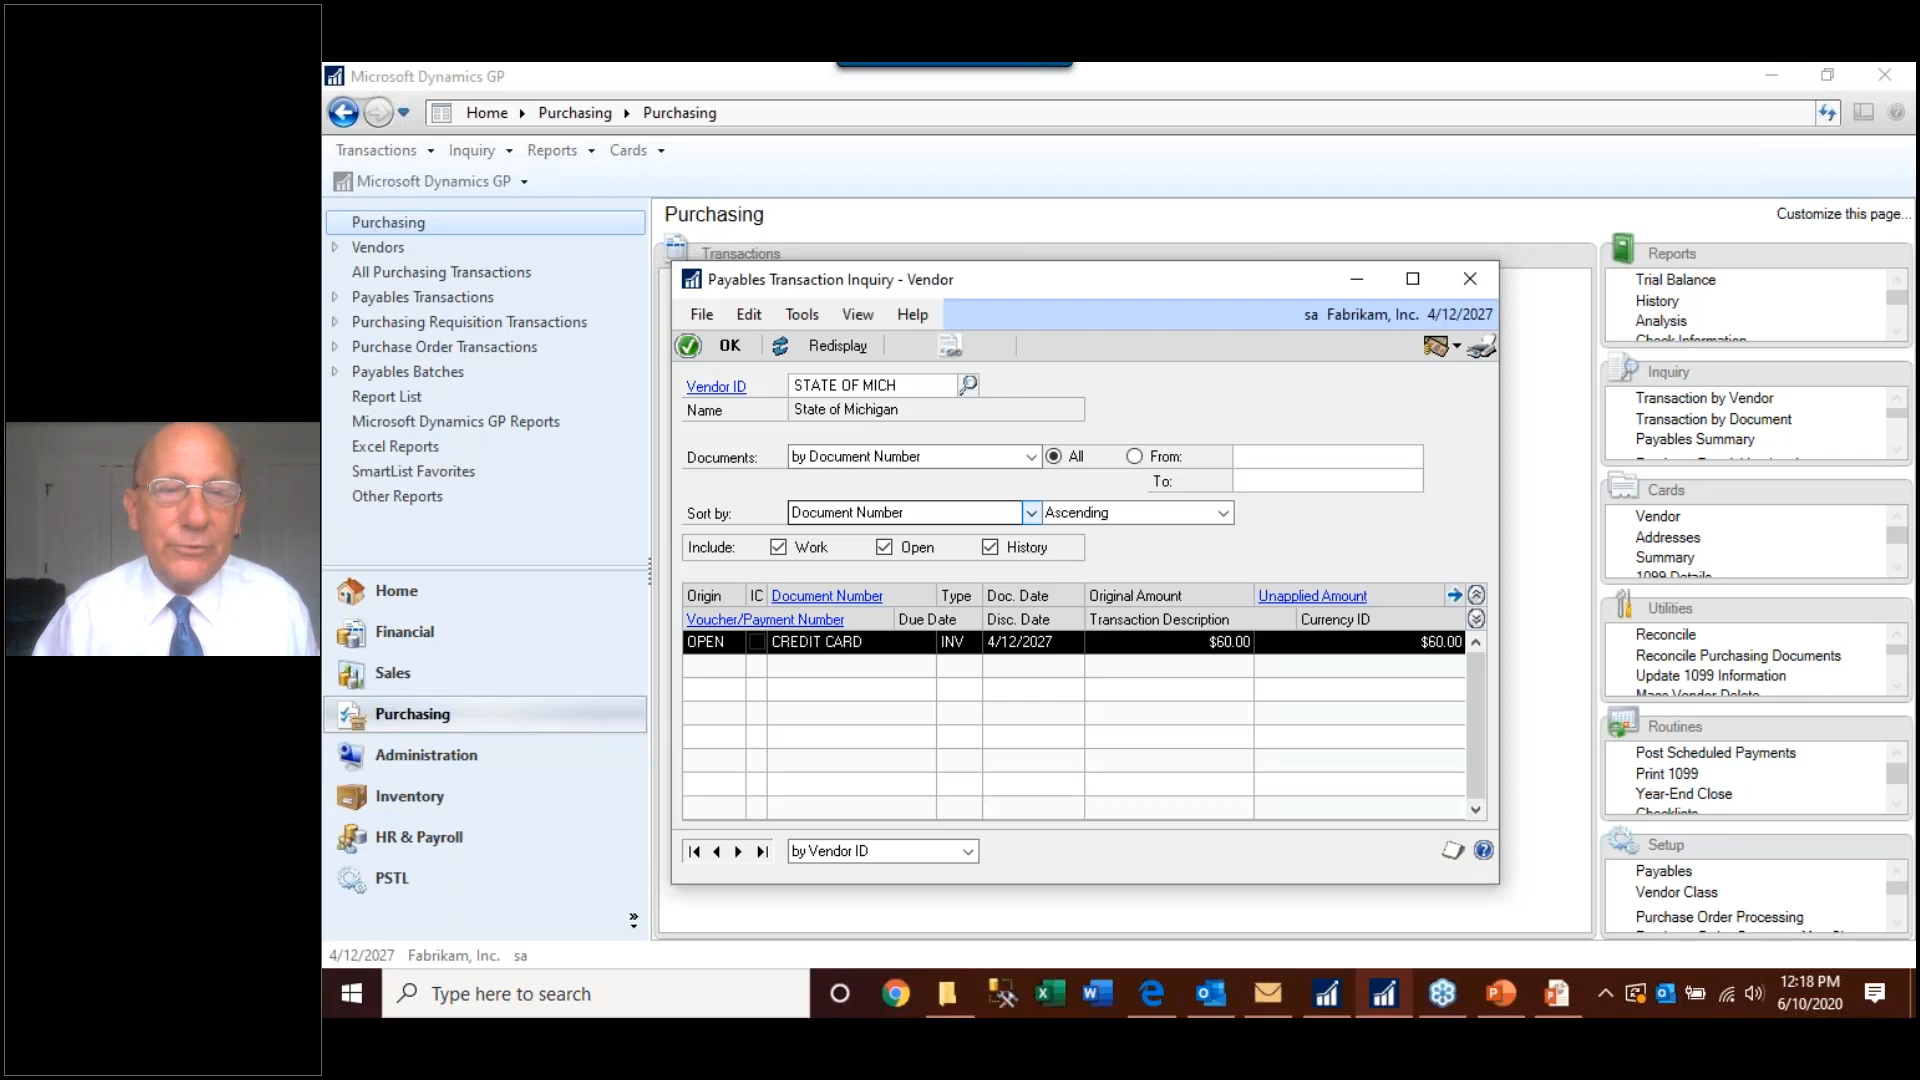 Microsoft Dynamics GP
Home Purchasing Purchasing
Transactions Inquiry Reports Cards
Microsoft Dynamics GP
Purchasing
Vendors
All Purchasing Transactions
Payables Transactions
Purchasing Requisition Transactions
Purchase Order Transactions
Payables Batches
Report List
Microsoft Dynamics GP Reports
Excel Reports
SmartList Favorites
Other Reports
Home
Financial
Sales
Purchasing
Administration
Inventory
HR & Payroll
PSTL
Purchasing
Customize this page...
Transactions
Payables Transaction Inquiry - Vendor
File Edit Tools View Help
sa Fabrikam, Inc. 4/12/2027
OK Redisplay
Vendor ID STATE OF MICH
Name State of Michigan
Documents: by Document Number All From:
To:
Sort by: Document Number Ascending
Include: Work Open History
Origin IC Document Number Type Doc. Date Original Amount Unapplied Amount
Voucher/Payment Number Due Date Disc. Date Transaction Description Currency ID
OPEN CREDIT CARD INV 4/12/2027 $60.00 $60.00
by Vendor ID
Reports
Trial Balance
History
Analysis
Check Information
Inquiry
Transaction by Vendor
Transaction by Document
Payables Summary
Cards
Vendor
Addresses
Summary
1099 Details
Utilities
Reconcile
Reconcile Purchasing Documents
Update 1099 Information
Mass Vendor Delete
Routines
Post Scheduled Payments
Print 1099
Year-End Close
Checklists
Setup
Payables
Vendor Class
Purchase Order Processing
4/12/2027 Fabrikam, Inc. sa
Type here to search
12:18 PM
6/10/2020